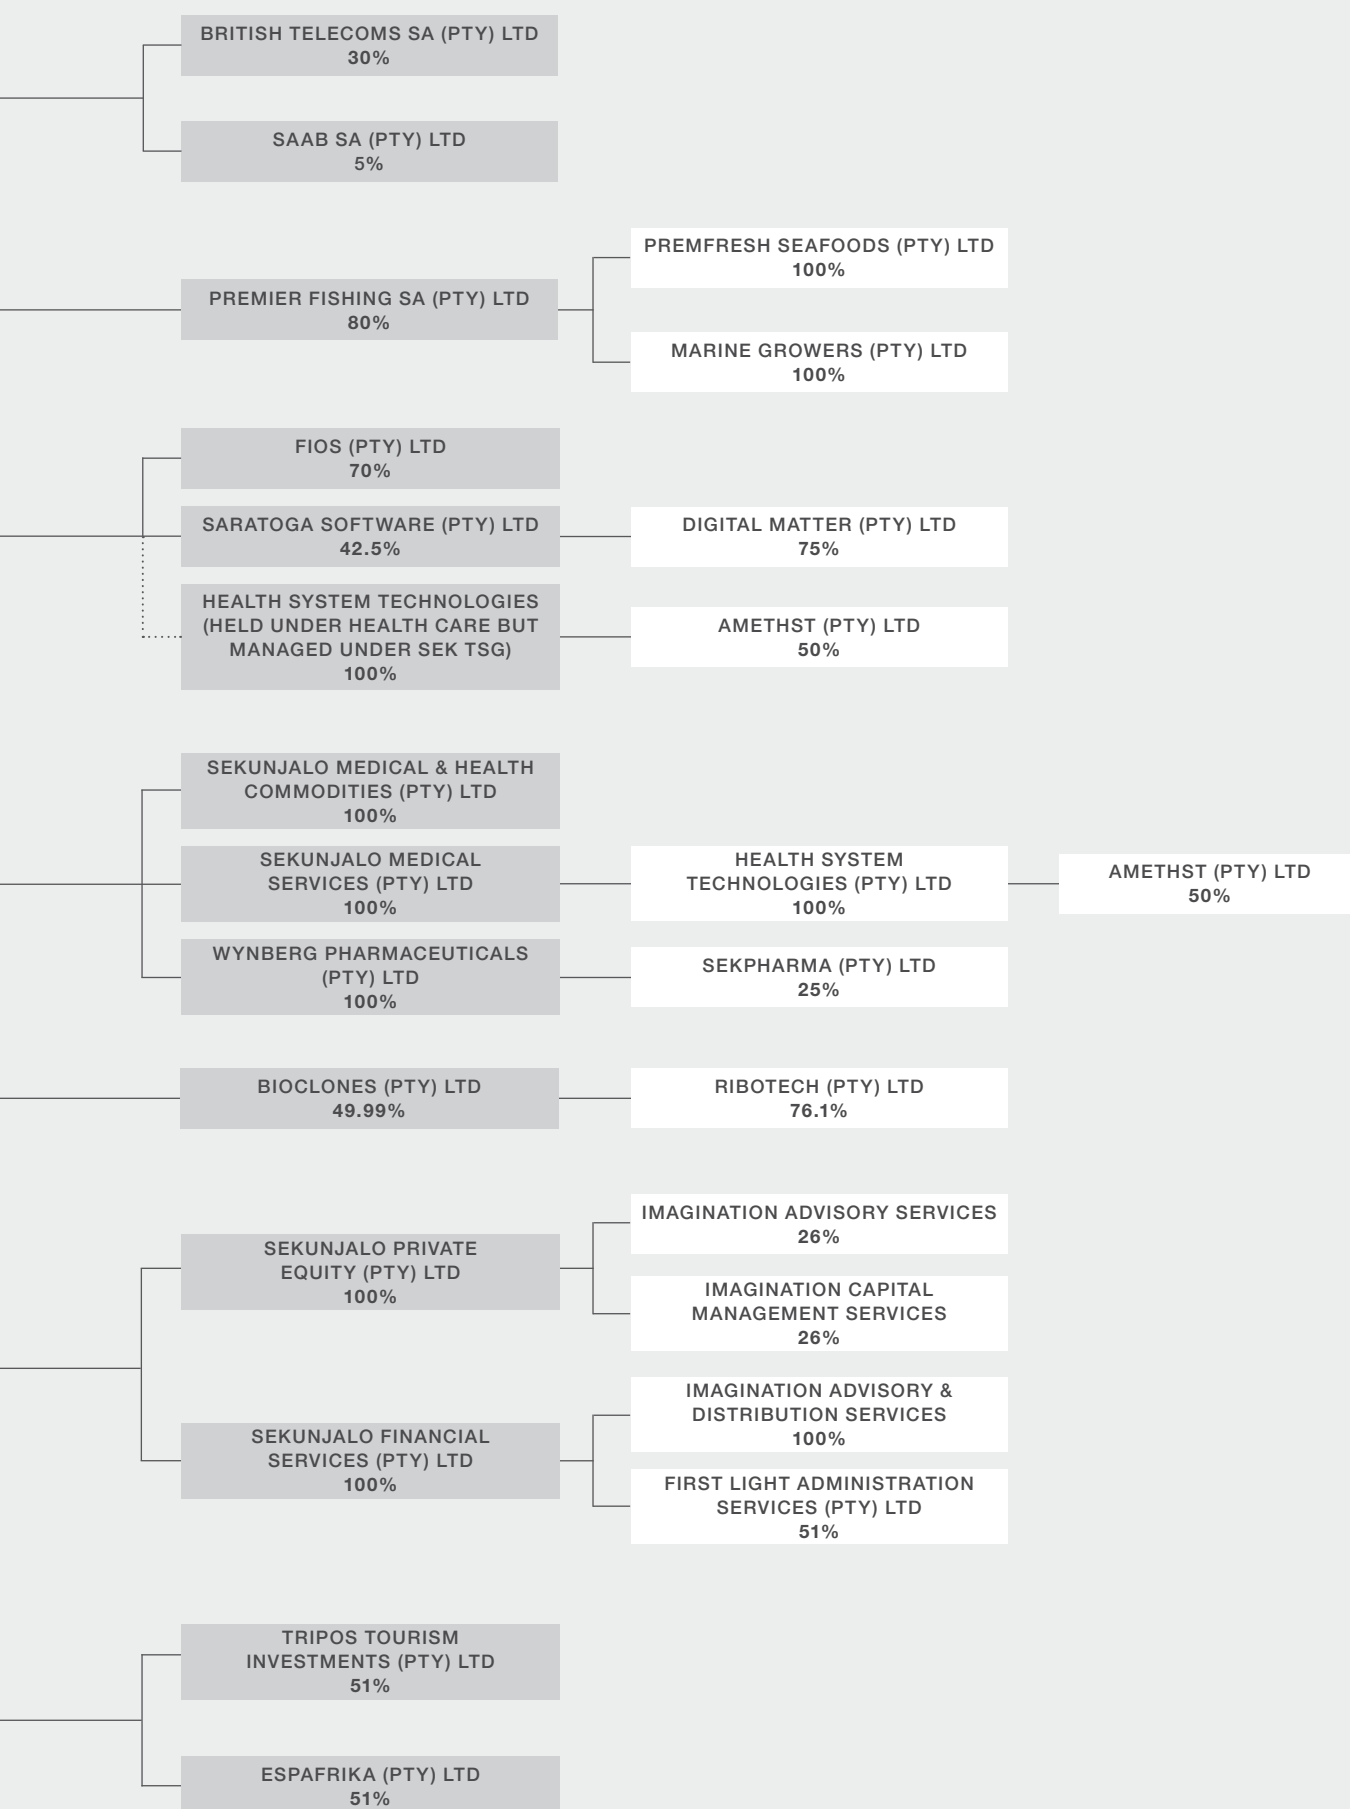 BRITISH TELECOMS SA (PTY) LTD
30%
SAAB SA (PTY) LTD
5%
PREMIER FISHING SA (PTY) LTD
80%
PREMFRESH SEAFOODS (PTY) LTD
100%
MARINE GROWERS (PTY) LTD
100%
FIOS (PTY) LTD
70%
SARATOGA SOFTWARE (PTY) LTD
42.5%
DIGITAL MATTER (PTY) LTD
75%
HEALTH SYSTEM TECHNOLOGIES
(HELD UNDER HEALTH CARE BUT
MANAGED UNDER SEK TSG)
100%
AMETHST (PTY) LTD
50%
SEKUNJALO MEDICAL & HEALTH
COMMODITIES (PTY) LTD
100%
SEKUNJALO MEDICAL
SERVICES (PTY) LTD
100%
HEALTH SYSTEM
TECHNOLOGIES (PTY) LTD
100%
AMETHST (PTY) LTD
50%
WYNBERG PHARMACEUTICALS
(PTY) LTD
100%
SEKPHARMA (PTY) LTD
25%
BIOCLONES (PTY) LTD
49.99%
RIBOTECH (PTY) LTD
76.1%
SEKUNJALO PRIVATE
EQUITY (PTY) LTD
100%
IMAGINATION ADVISORY SERVICES
26%
IMAGINATION CAPITAL
MANAGEMENT SERVICES
26%
SEKUNJALO FINANCIAL
SERVICES (PTY) LTD
100%
IMAGINATION ADVISORY &
DISTRIBUTION SERVICES
100%
FIRST LIGHT ADMINISTRATION
SERVICES (PTY) LTD
51%
TRIPOS TOURISM
INVESTMENTS (PTY) LTD
51%
ESPAFRIKA (PTY) LTD
51%